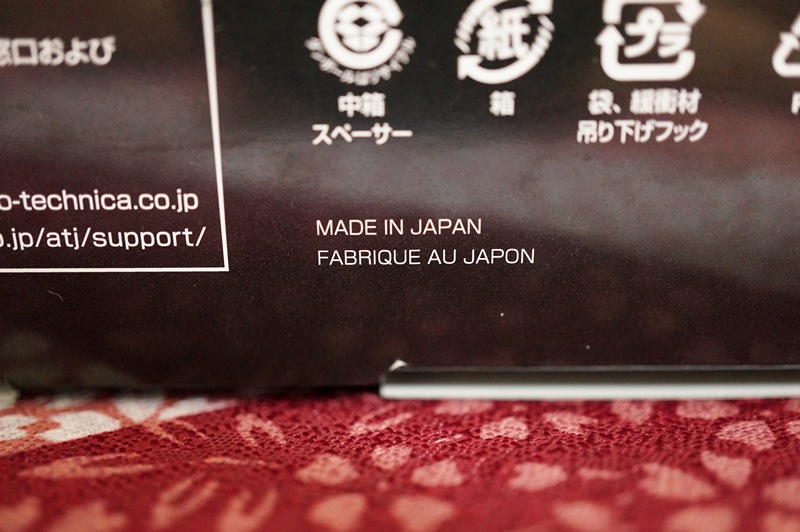 窓口および
o-technica.co.jp
.jp/atj/support/
紙
プラ
中箱
スペーサー
箱
袋、緩衝材
吊り下げフック
MADE IN JAPAN
FABRIQUE AU JAPON